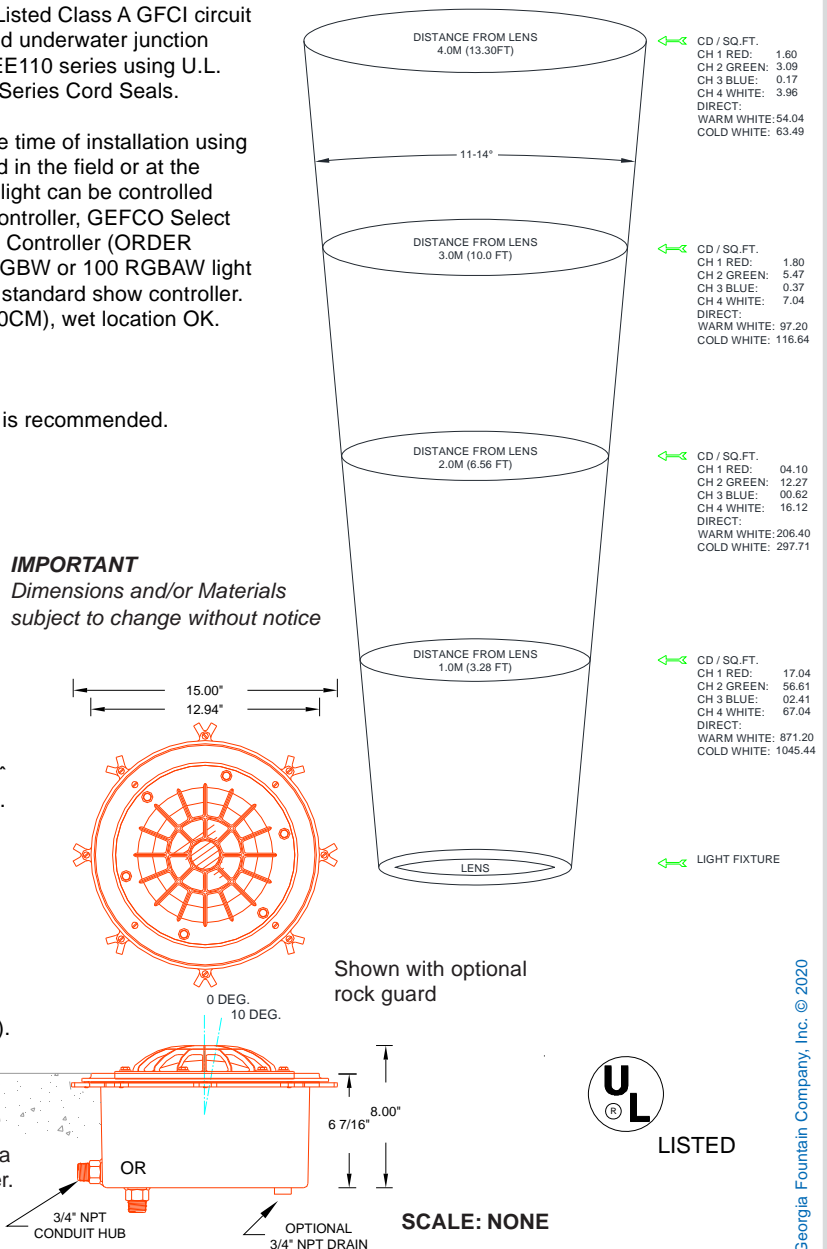 Listed Class A GFCI circuit
d underwater junction
EE110 series using U.L.
Series Cord Seals.
e time of installation using
d in the field or at the
light can be controlled
ontroller, GEFCO Select
Controller (ORDER
GBW or 100 RGBAW light
standard show controller.
0CM), wet location OK.
is recommended.
IMPORTANT
Dimensions and/or Materials
subject to change without notice
DISTANCE FROM LENS
4.0M (13.30FT)
11-14°
DISTANCE FROM LENS
3.0M (10.0 FT)
DISTANCE FROM LENS
2.0M (6.56 FT)
DISTANCE FROM LENS
1.0M (3.28 FT)
LENS
CD / SQ.FT.
CH 1 RED: 1.60
CH 2 GREEN: 3.09
CH 3 BLUE: 0.17
CH 4 WHITE: 3.96
DIRECT:
WARM WHITE: 54.04
COLD WHITE: 63.49
CD / SQ.FT.
CH 1 RED: 1.80
CH 2 GREEN: 5.47
CH 3 BLUE: 0.37
CH 4 WHITE: 7.04
DIRECT:
WARM WHITE: 97.20
COLD WHITE: 116.64
CD / SQ.FT.
CH 1 RED: 04.10
CH 2 GREEN: 12.27
CH 3 BLUE: 00.62
CH 4 WHITE: 16.12
DIRECT:
WARM WHITE: 206.40
COLD WHITE: 297.71
CD / SQ.FT.
CH 1 RED: 17.04
CH 2 GREEN: 56.61
CH 3 BLUE: 02.41
CH 4 WHITE: 67.04
DIRECT:
WARM WHITE: 871.20
COLD WHITE: 1045.44
LIGHT FIXTURE
15.00"
12.94"
Shown with optional
rock guard
0 DEG.
10 DEG.
).
6 7/16"
8.00"
a
er.
OR
3/4" NPT
CONDUIT HUB
OPTIONAL
3/4" NPT DRAIN
SCALE: NONE
UL
®
LISTED
Georgia Fountain Company, Inc. © 2020